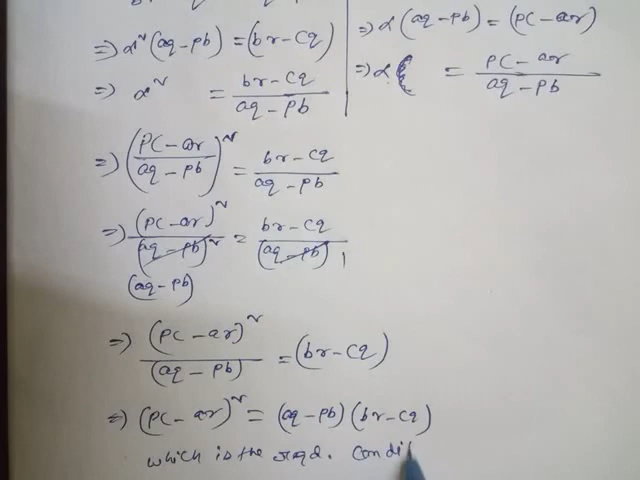 ⇒ α² (aq - pb) = (br - cq)
⇒ α² = br - cq / aq - pb
⇒ (pc - ar / aq - pb)² = br - cq / aq - pb
⇒ (pc - ar)² / (aq - pb)² = br - cq / (aq - pb) 1
(aq - pb)
⇒ (pc - ar)² / (aq - pb) = (br - cq)
⇒ (pc - ar)² = (aq - pb) (br - cq)
which is the reqd. Condi
⇒ α (aq - pb) = (pc - ar)
⇒ α = pc - ar / aq - pb